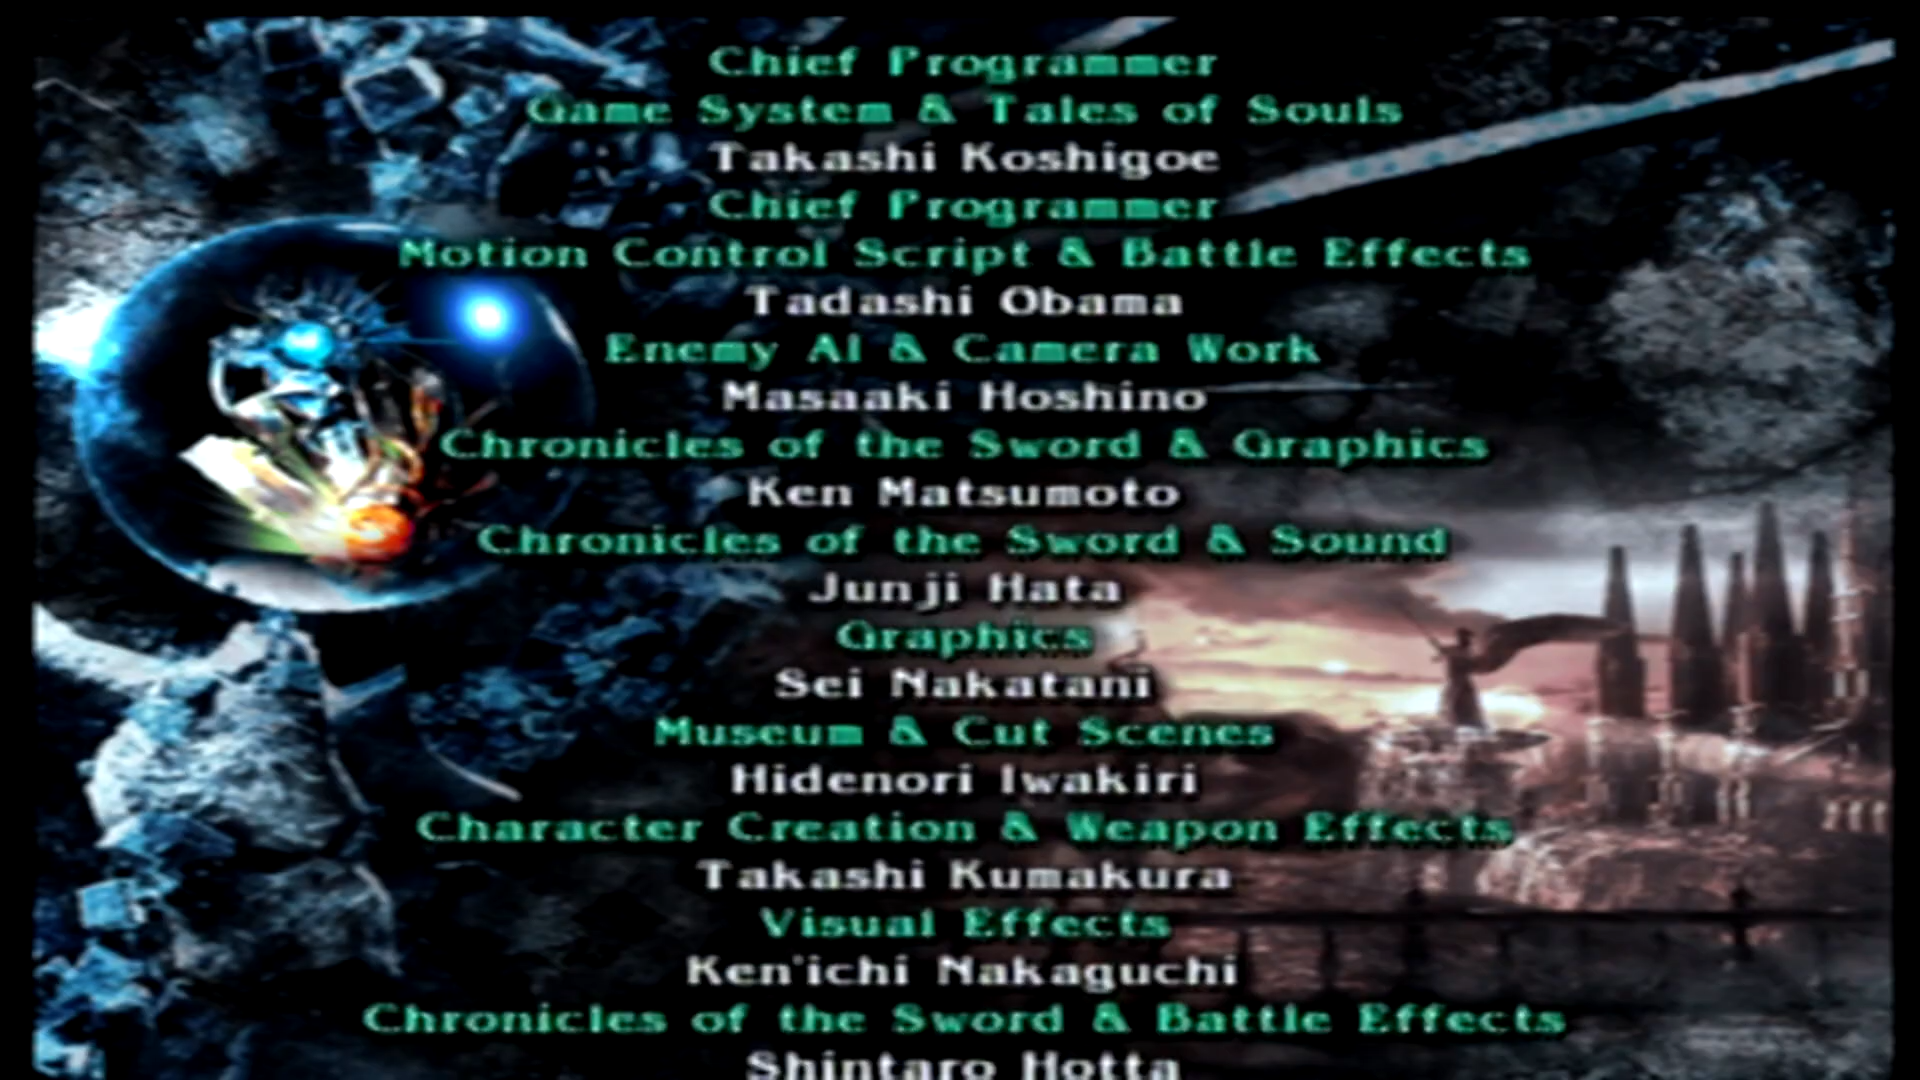 Chief Programmer
Game System & Tales of Souls
Takashi Koshigoe
Chief Programmer
Motion Control Script & Battle Effects
Tadashi Obama
Enemy AI & Camera Work
Masaaki Hoshino
Chronicles of the Sword & Graphics
Ken Matsumoto
Chronicles of the Sword & Sound
Junji Hata
Graphics
Sei Nakatani
Museum & Cut Scenes
Hidenori Iwakiri
Character Creation & Weapon Effects
Takashi Kumakura
Visual Effects
Ken'ichi Nakaguchi
Chronicles of the Sword & Battle Effects
Shintaro Hotta